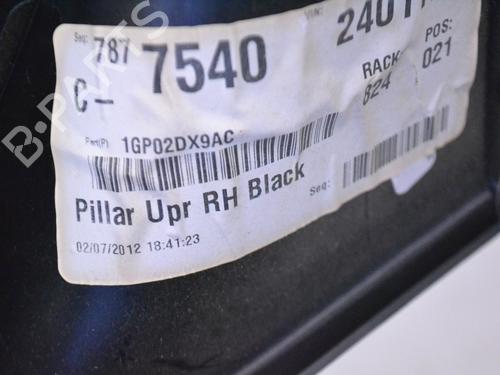 Seq: 787
C- 7540
VIN:
RACK: POS:
824 021
Part(P) 1GP02DX9AC
Pillar Upr RH Black
Seq:
02/07/2012 18:41:23
B-PARTS